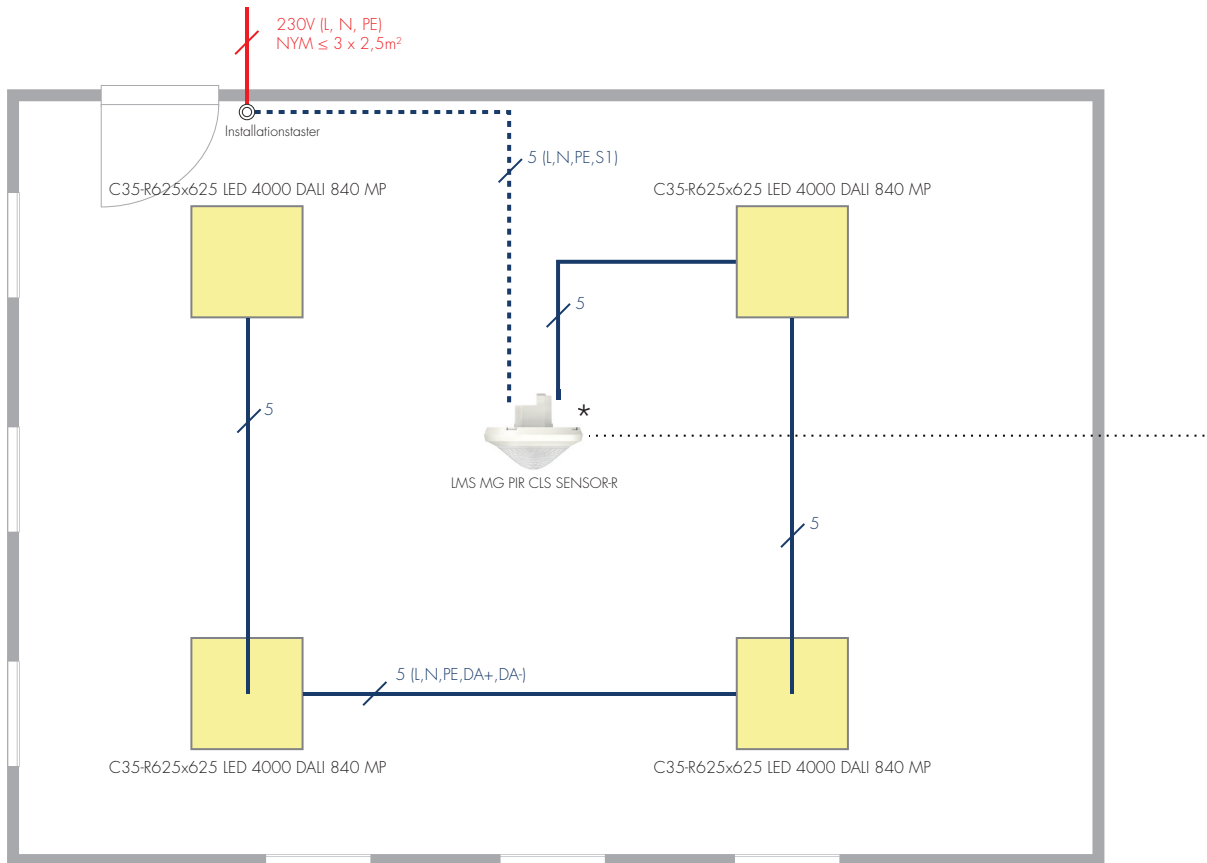 230V (L, N, PE)
NYM ≤ 3 x 2,5m²
Installationstaster
5 (L,N,PE,S1)
C35-R625x625 LED 4000 DALI 840 MP
C35-R625x625 LED 4000 DALI 840 MP
5
5
*
LMS MG PIR CLS SENSOR-R
5
5 (L,N,PE,DA+,DA-)
C35-R625x625 LED 4000 DALI 840 MP
C35-R625x625 LED 4000 DALI 840 MP